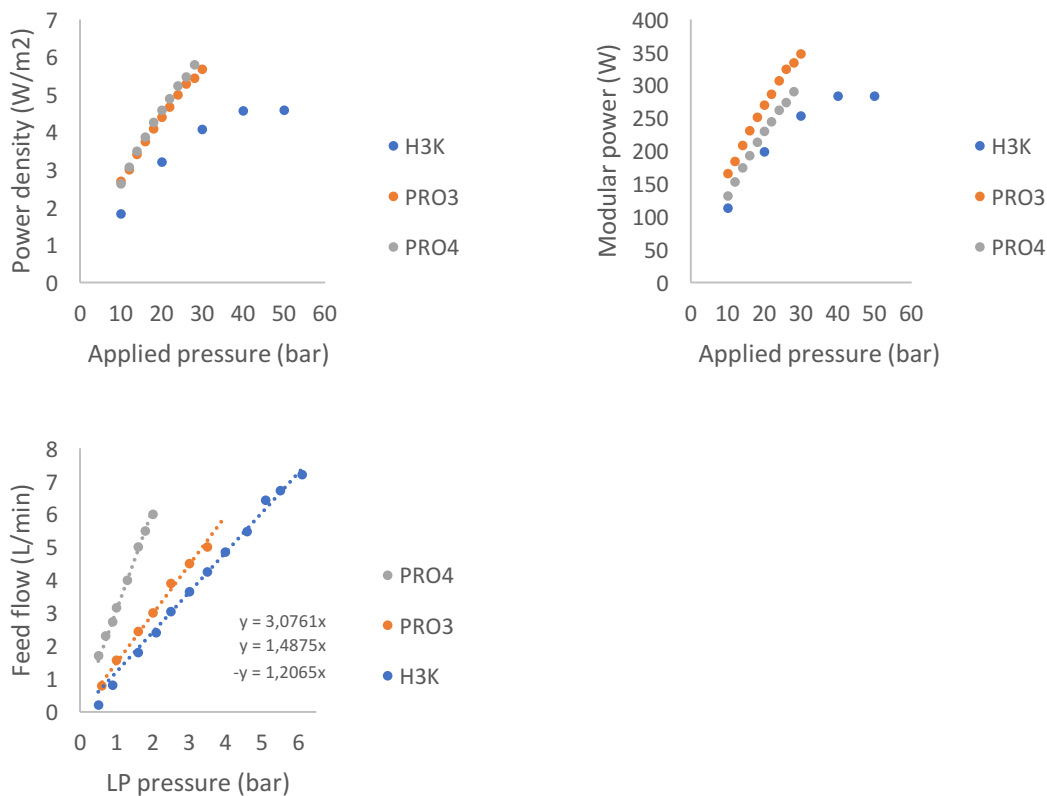 Power density (W/m2)
7
6
5
4
3
2
1
0
0 10 20 30 40 50 60
Applied pressure (bar)
H3K
PRO3
PRO4
Modular power (W)
400
350
300
250
200
150
100
50
0
0 10 20 30 40 50 60
Applied pressure (bar)
H3K
PRO3
PRO4
Feed flow (L/min)
8
7
6
5
4
3
2
1
0
0 1 2 3 4 5 6
LP pressure (bar)
y = 3,0761x
y = 1,4875x
-y = 1,2065x
PRO4
PRO3
H3K